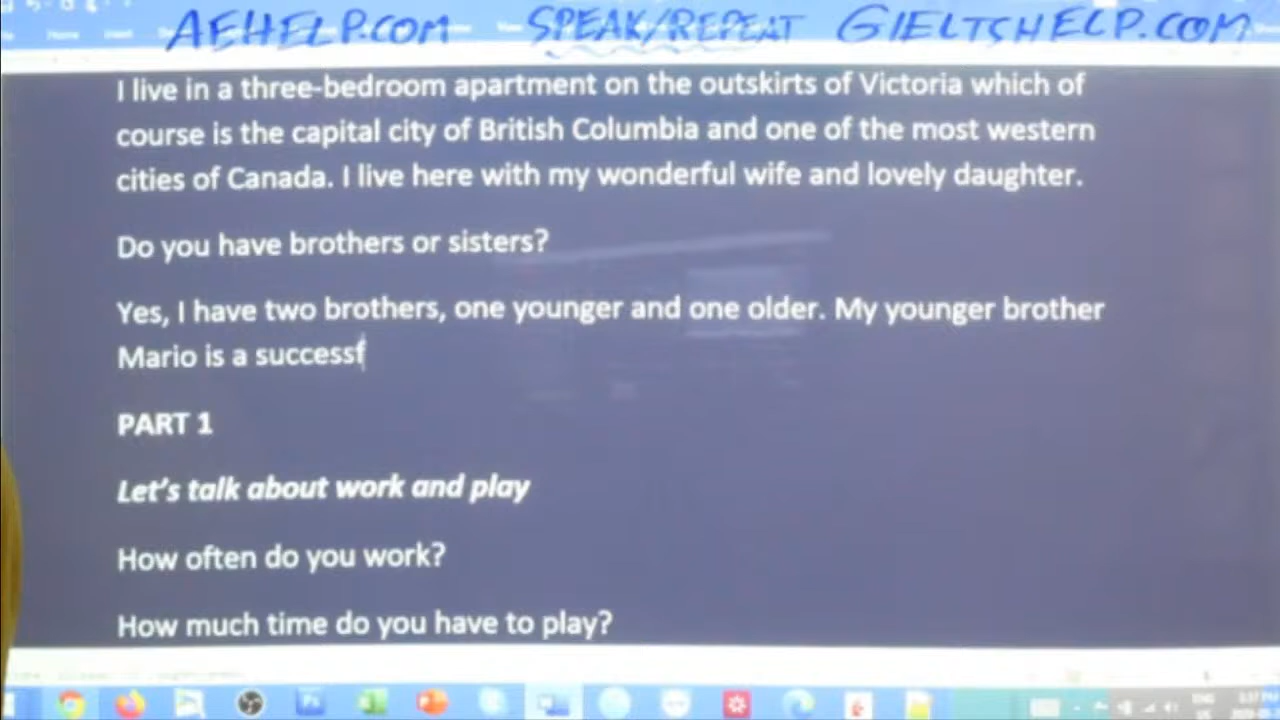 AEHELP.COM SPEAK/REPEAT GIELTSHELP.COM
Home
I live in a three-bedroom apartment on the outskirts of Victoria which of
course is the capital city of British Columbia and one of the most western
cities of Canada. I live here with my wonderful wife and lovely daughter.
Do you have brothers or sisters?
Yes, I have two brothers, one younger and one older. My younger brother
Mario is a successf
PART 1
Let's talk about work and play
How often do you work?
How much time do you have to play?